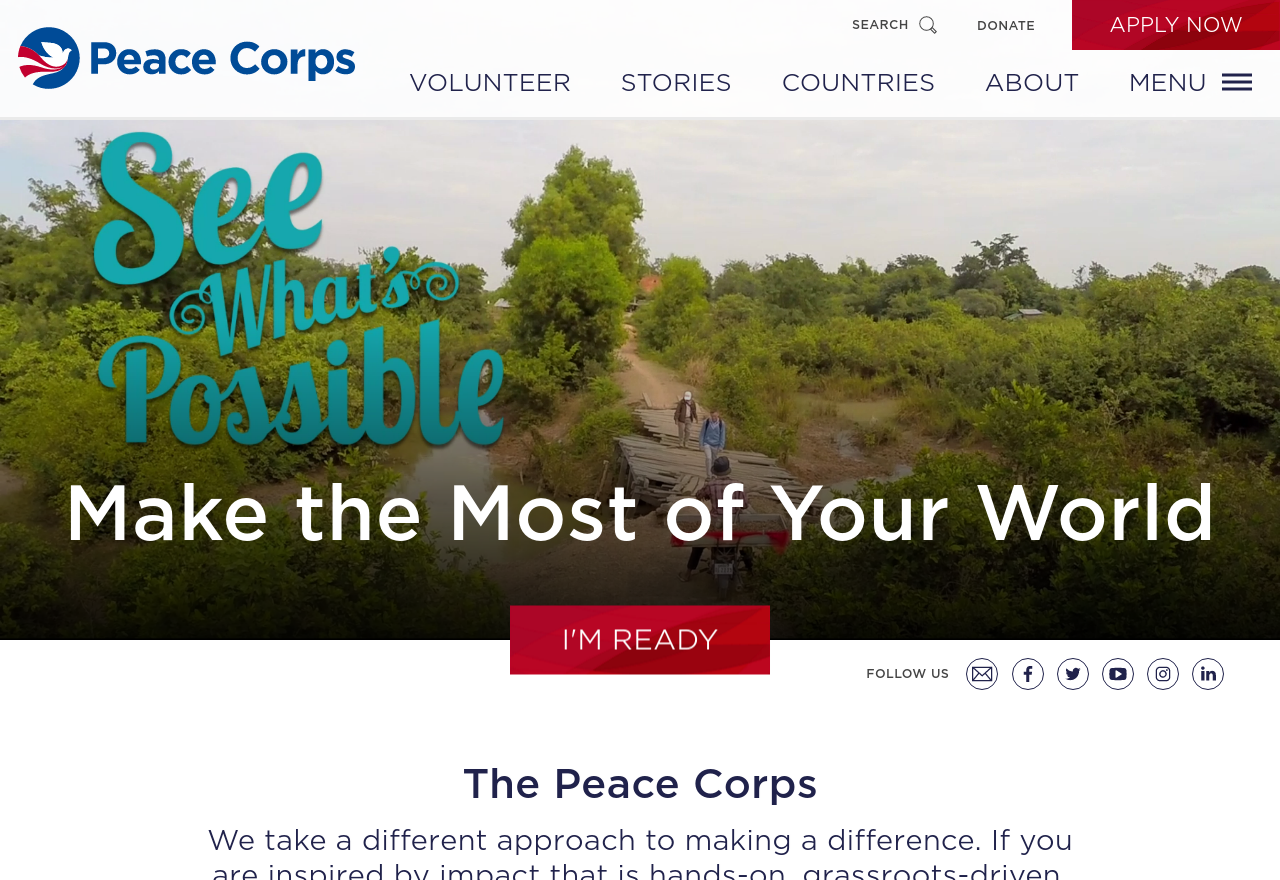 SEARCH
DONATE
APPLY NOW
Peace Corps
VOLUNTEER
STORIES
COUNTRIES
ABOUT
MENU
See
What's
Possible
Make the Most of Your World
I'M READY
FOLLOW US
The Peace Corps
We take a different approach to making a difference. If you
are inspired by impact that is hands-on, grassroots-driven